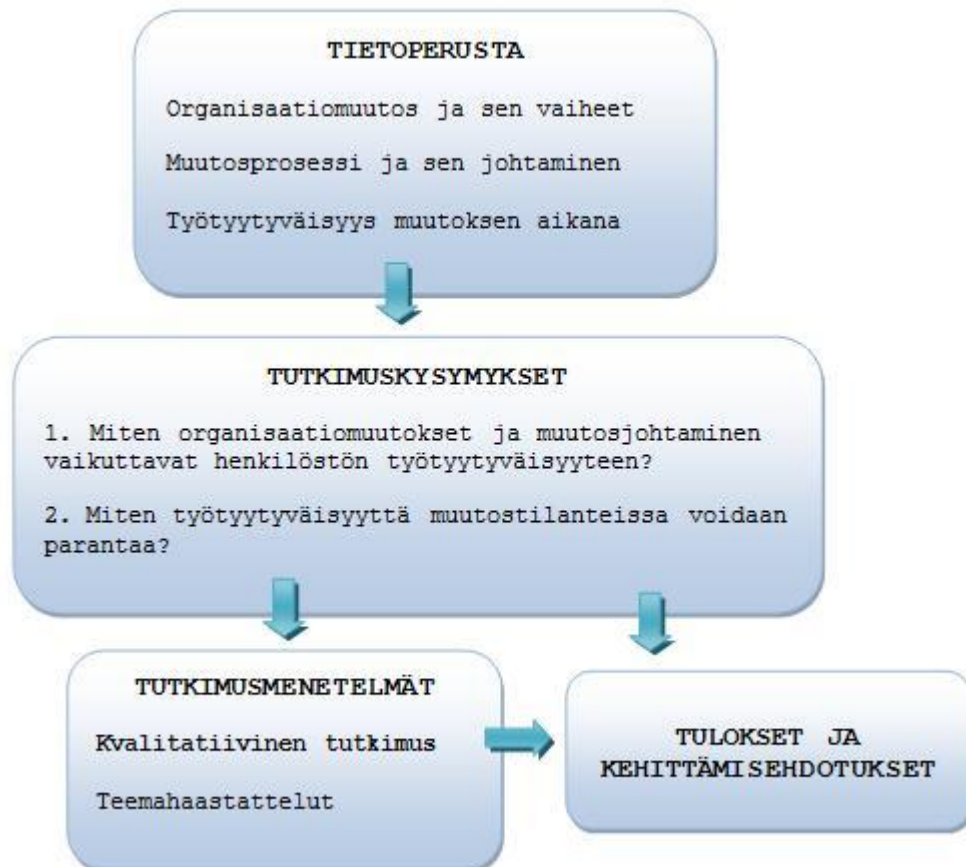 TIETOPERUSTA
Organisaatiomuutos ja sen vaiheet
Muutosprosessi ja sen johtaminen
Työtyytyväisyys muutoksen aikana
TUTKIMUSKYSYMYKSET
1. Miten organisaatiomuutokset ja muutosjohtaminen
vaikuttavat henkilöstön työtyytyväisyyteen?
2. Miten työtyytyväisyyttä muutostilanteissa voidaan
parantaa?
TUTKIMUSMENETELMÄT
Kvalitatiivinen tutkimus
Teemahaastattelut
TULOKSET JA
KEHITTÄMISEHDOTUKSET